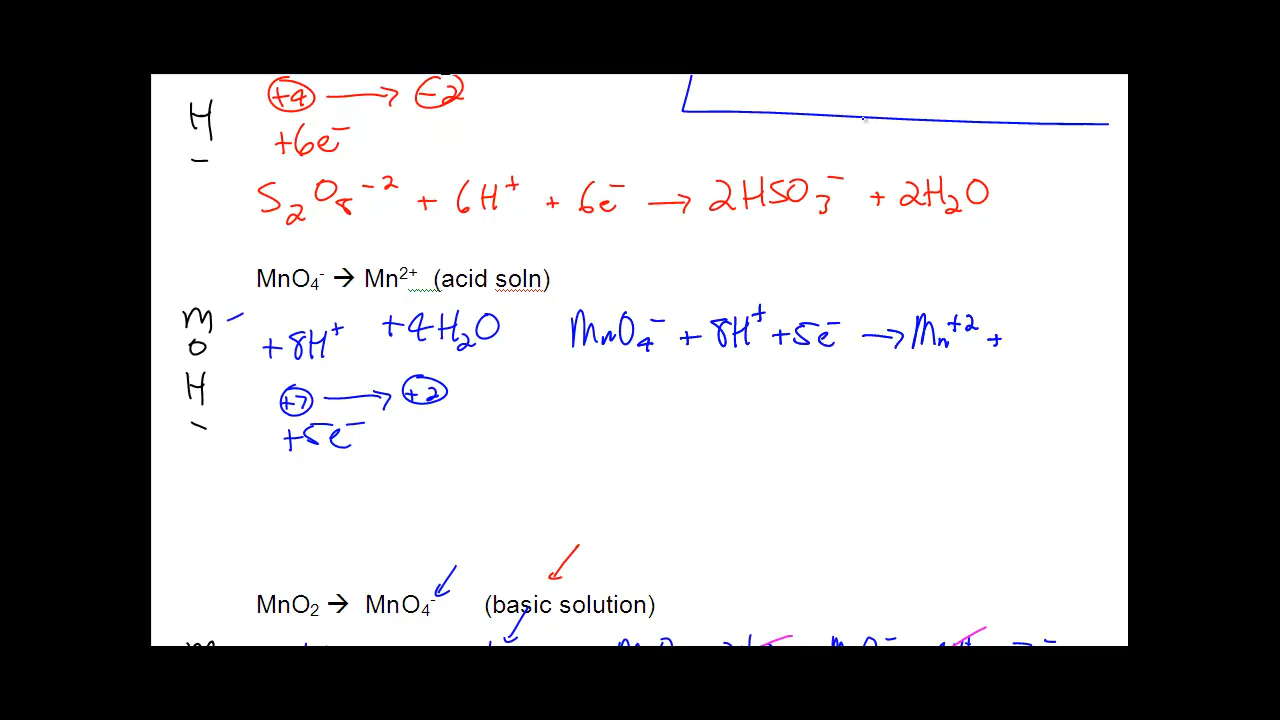 +4 → -2
H
+6e⁻
-
S₂O₈⁻² + 6H⁺ + 6e⁻ → 2HSO₃⁻ + 2H₂O
MnO₄⁻ → Mn²⁺ (acid soln)
M -
+8H⁺ +4H₂O MnO₄⁻ + 8H⁺ + 5e⁻ → Mn⁺² +
O
H
+7 → +2
-
+5e⁻
MnO₂ → MnO₄⁻ (basic solution)